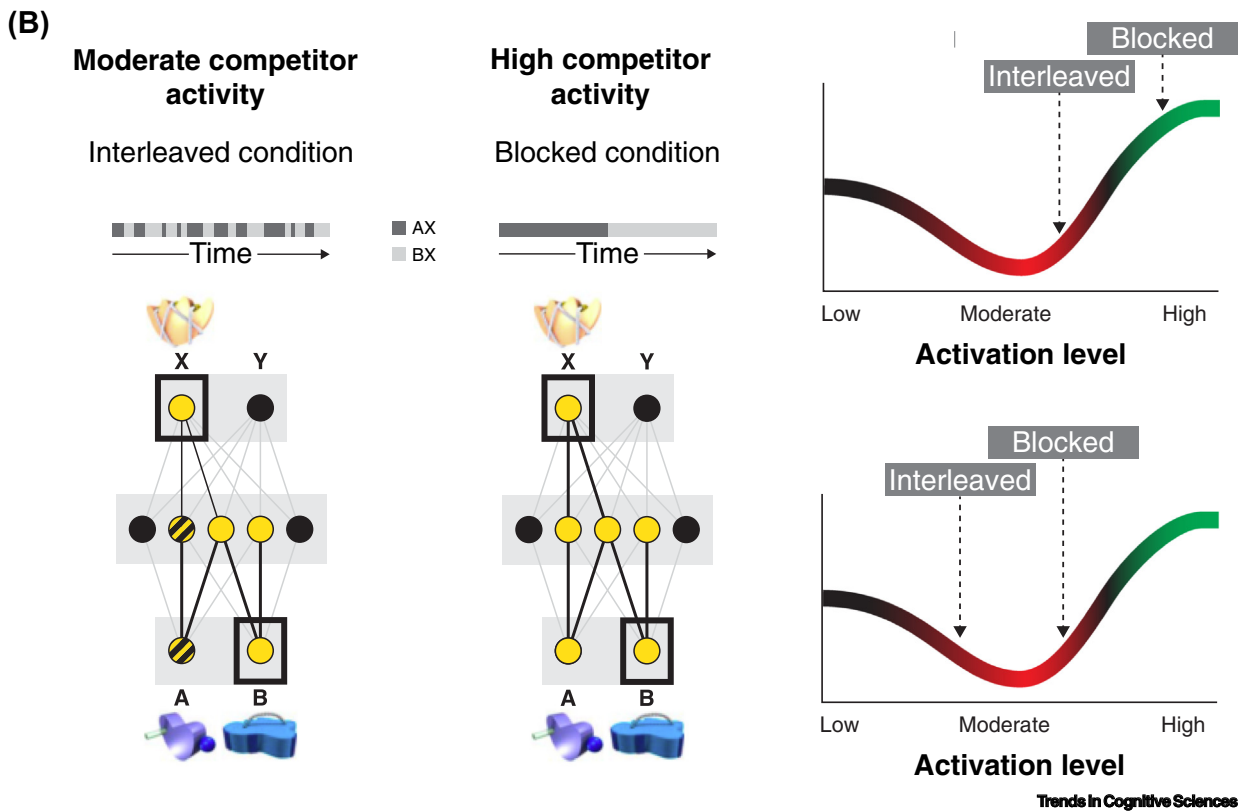 (B)
Moderate competitor
activity
Interleaved condition
AX
BX
Time
X Y
A B
High competitor
activity
Blocked condition
Time
X Y
A B
Blocked
Interleaved
Low Moderate High
Activation level
Blocked
Interleaved
Low Moderate High
Activation level
Trends in Cognitive Sciences